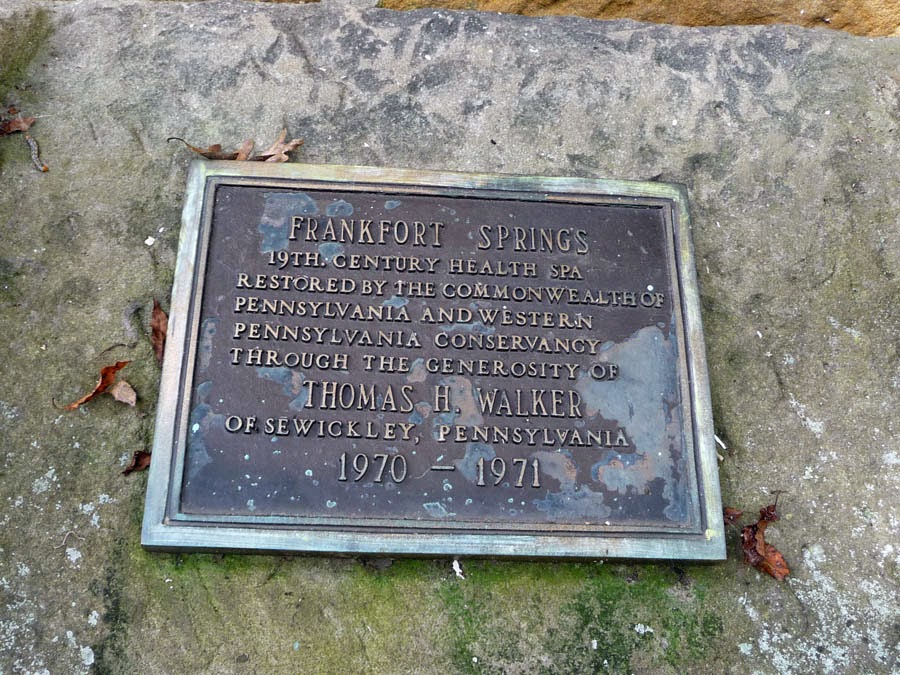 FRANKFORT SPRINGS
19TH. CENTURY HEALTH SPA
RESTORED BY THE COMMONWEALTH OF
PENNSYLVANIA AND WESTERN
PENNSYLVANIA CONSERVANCY
THROUGH THE GENEROSITY OF
THOMAS H. WALKER
OF SEWICKLEY, PENNSYLVANIA
1970 – 1971